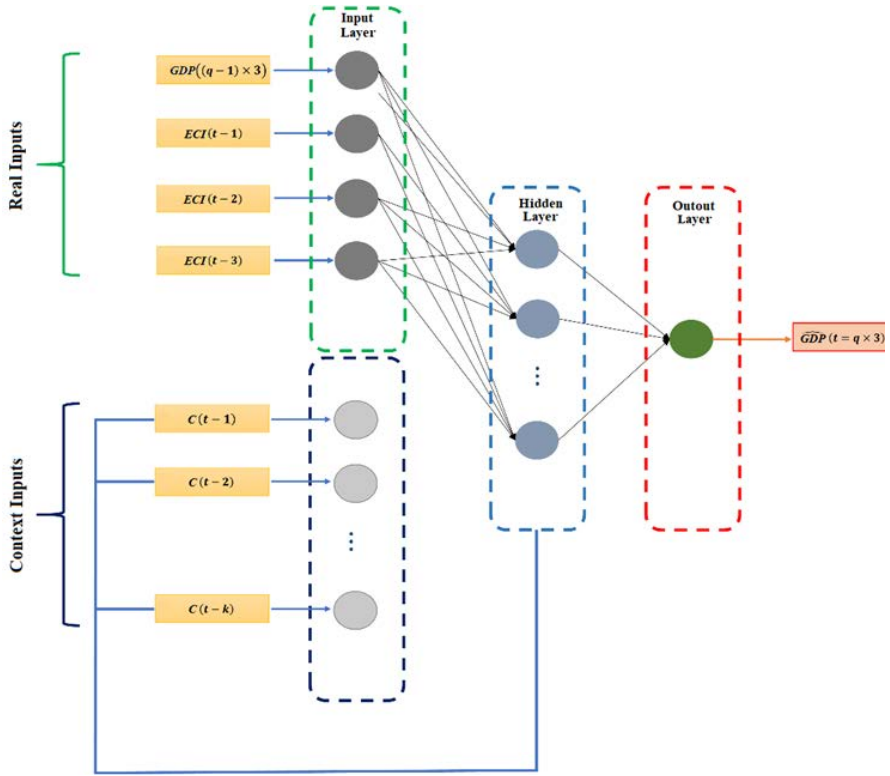 Input
Layer
GDP((q − 1) × 3)
ECI(t − 1)
ECI(t − 2)
ECI(t − 3)
Real Inputs
Hidden
Layer
...
Outout
Layer
G͡DP (t = q × 3)
C(t − 1)
C(t − 2)
...
C(t − k)
Context Inputs